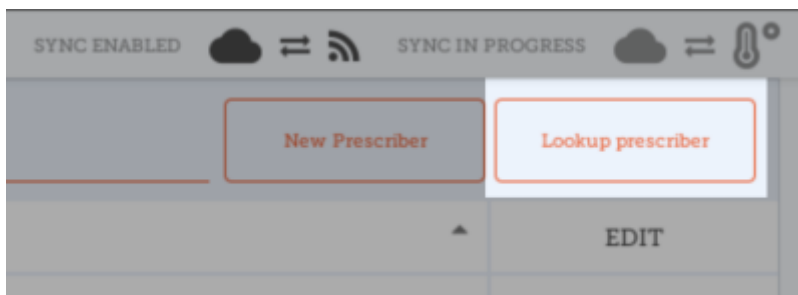 SYNC ENABLED SYNC IN PROGRESS
New Prescriber Lookup prescriber
EDIT